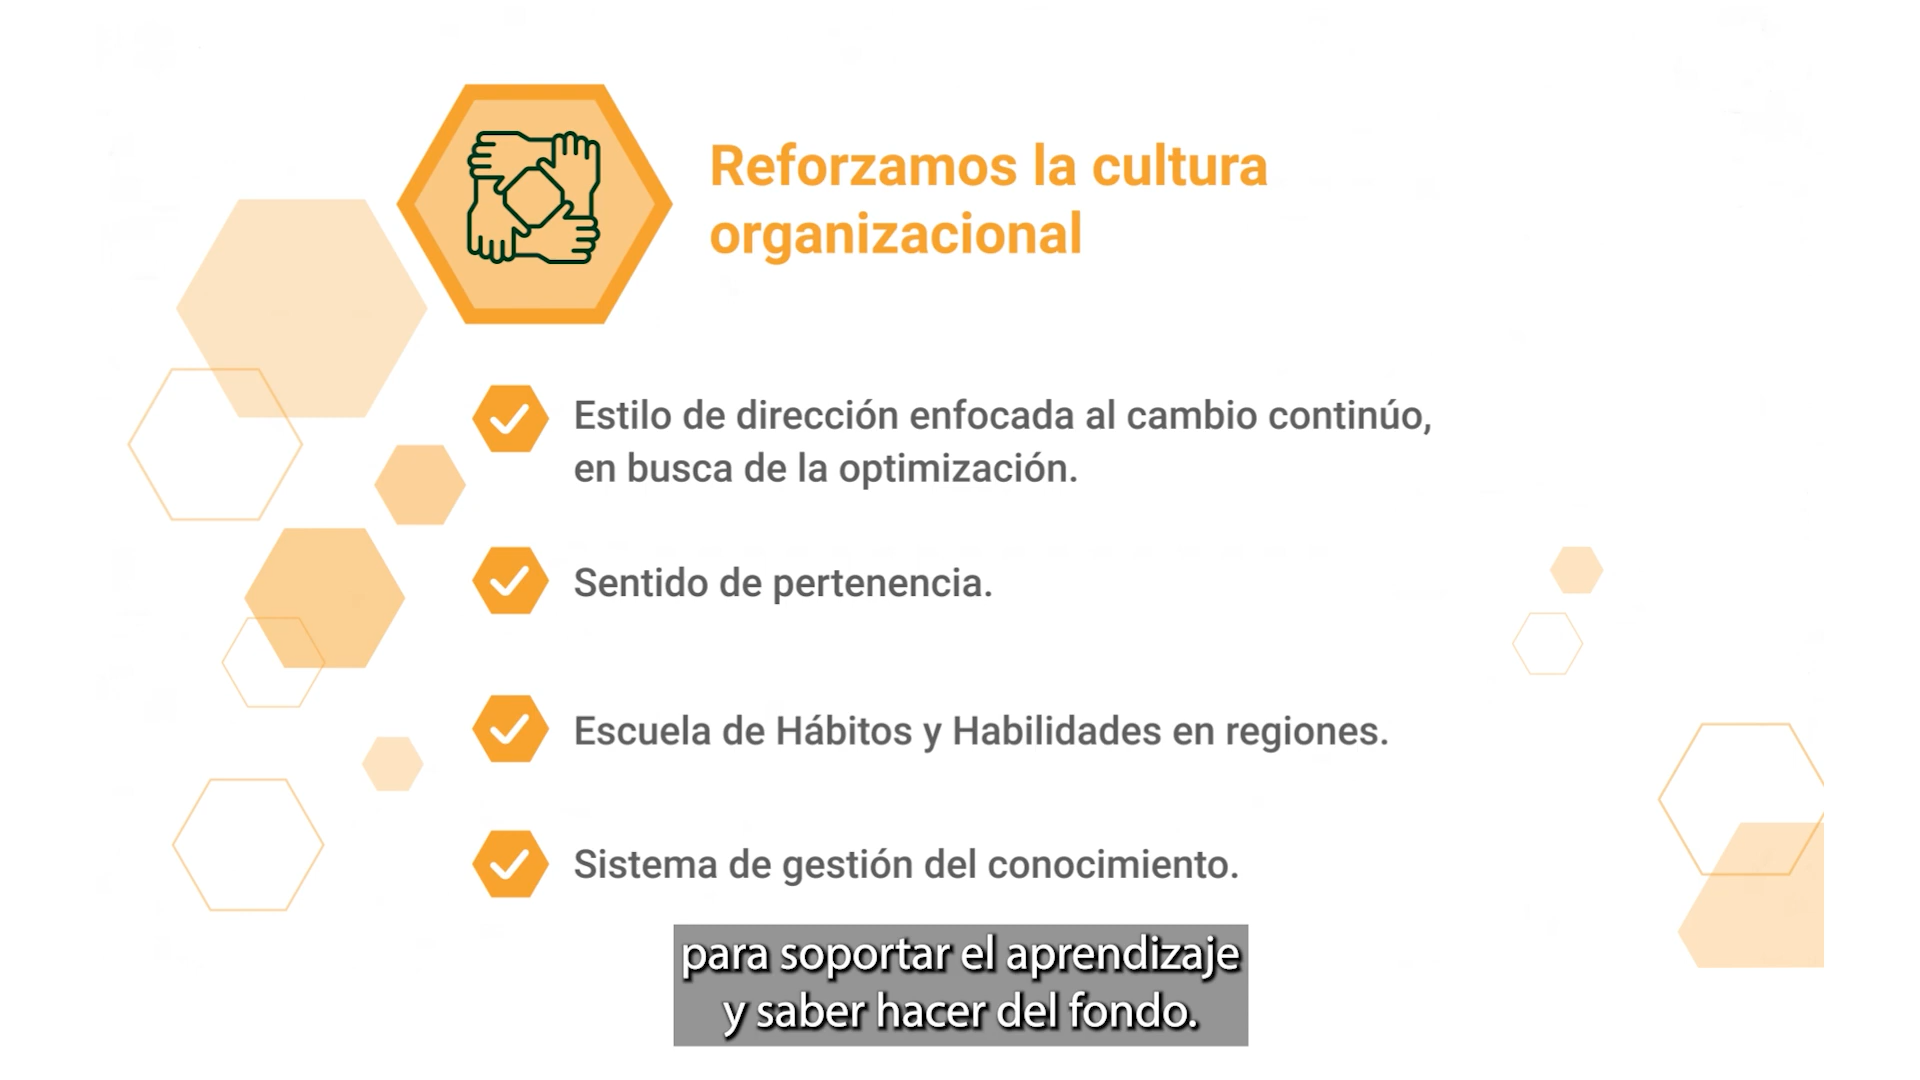 Reforzamos la cultura
organizacional
Estilo de dirección enfocada al cambio continúo,
en busca de la optimización.
Sentido de pertenencia.
Escuela de Hábitos y Habilidades en regiones.
Sistema de gestión del conocimiento.
para soportar el aprendizaje
y saber hacer del fondo.